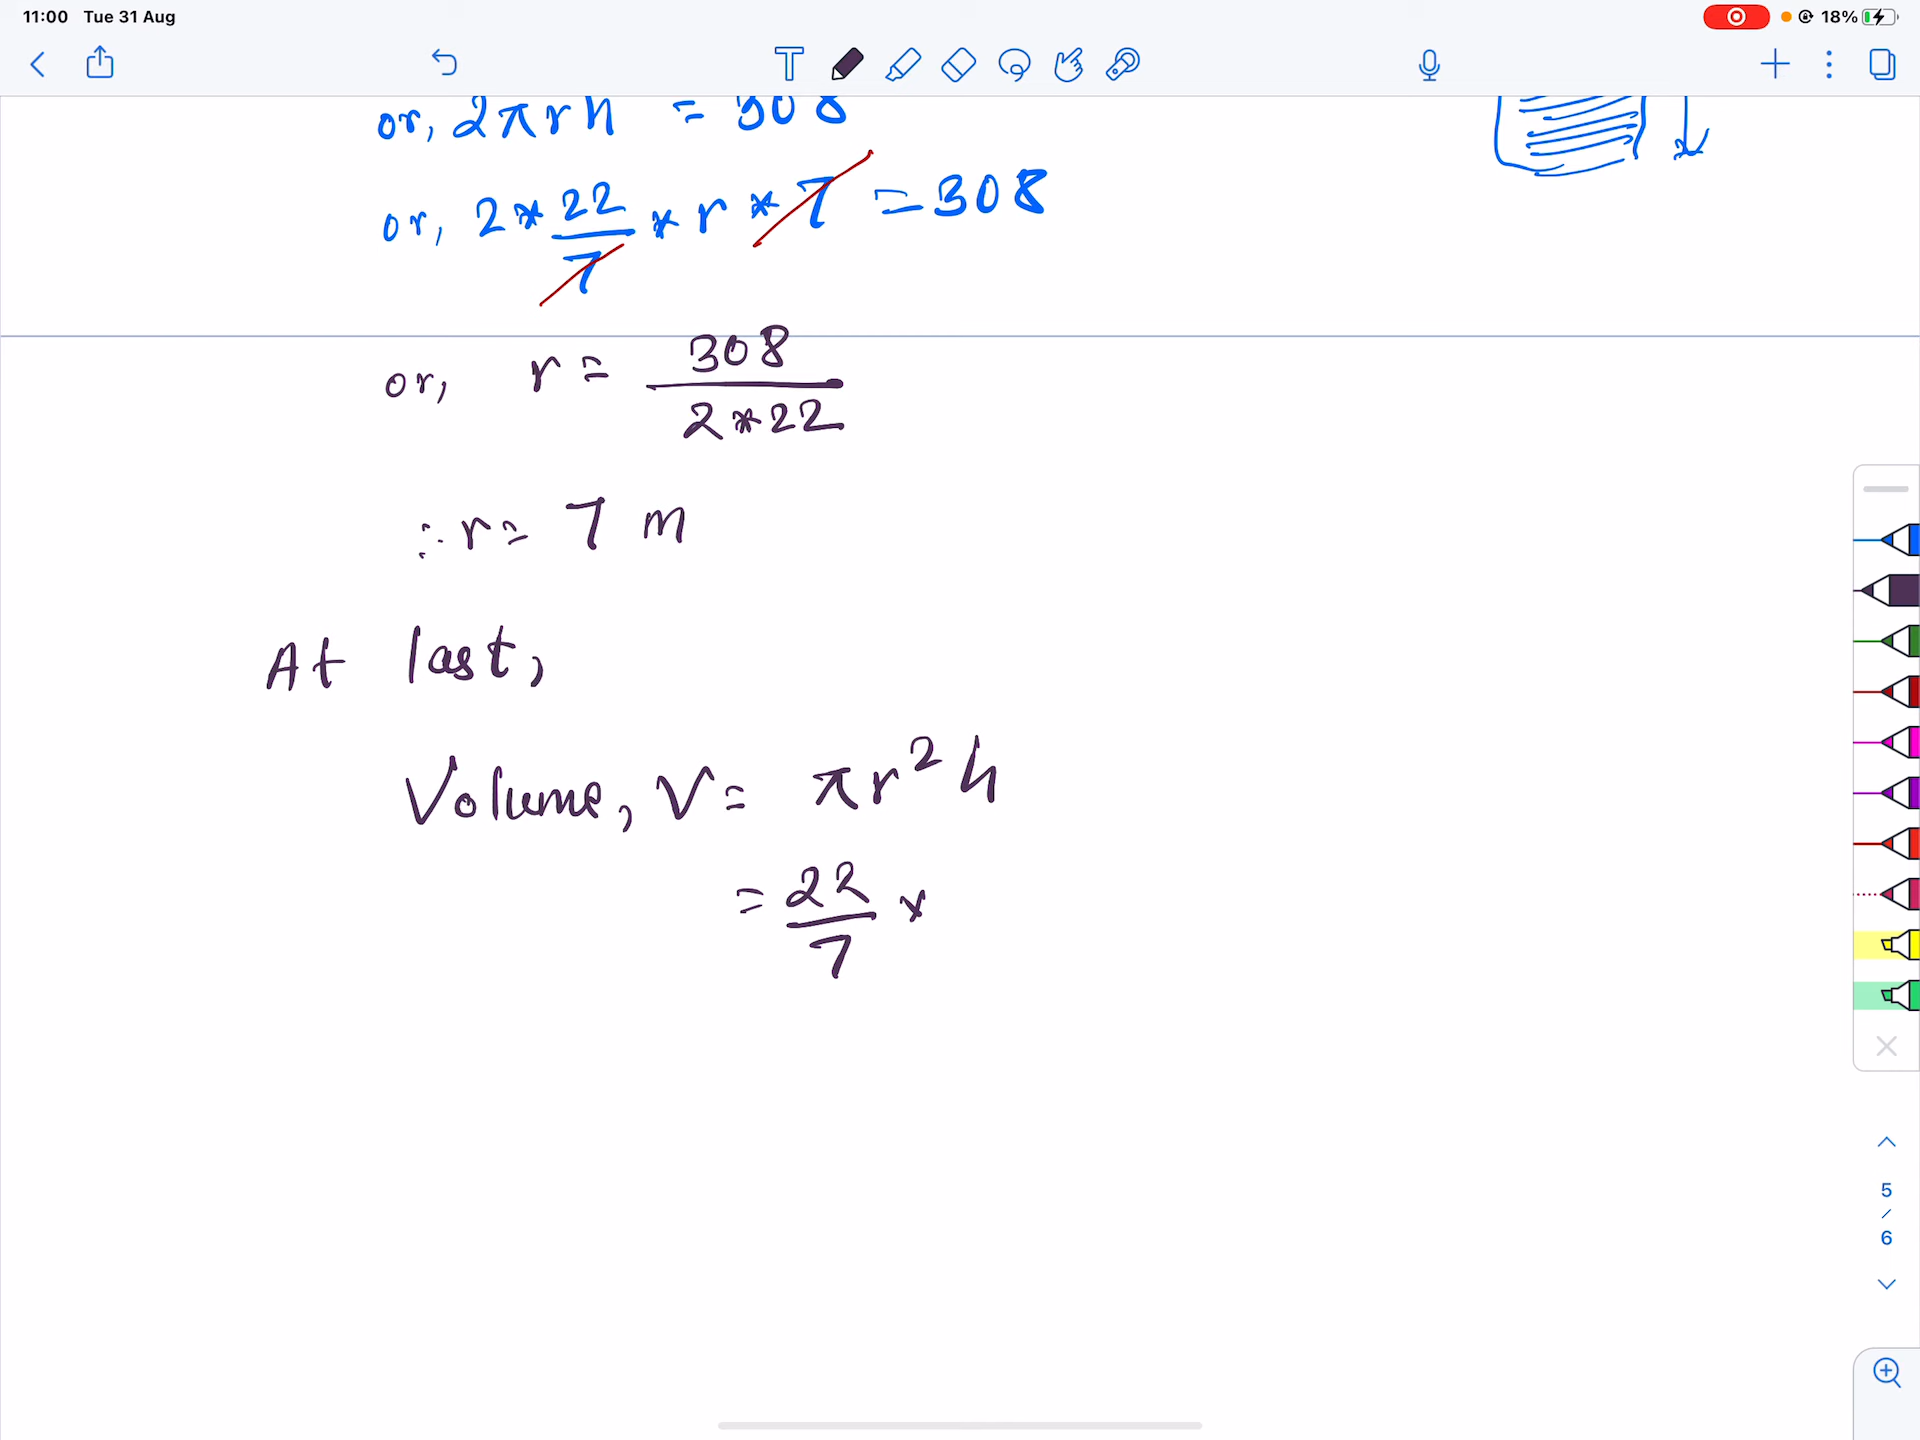 11:00 Tue 31 Aug 18%
T
or, 2πrh = 308
or, 2*22/7 * r * 7 = 308
or, r = 308/2*22
∴ r = 7 m
At last,
Volume, V = πr²h
= 22/7 ×
5
/
6